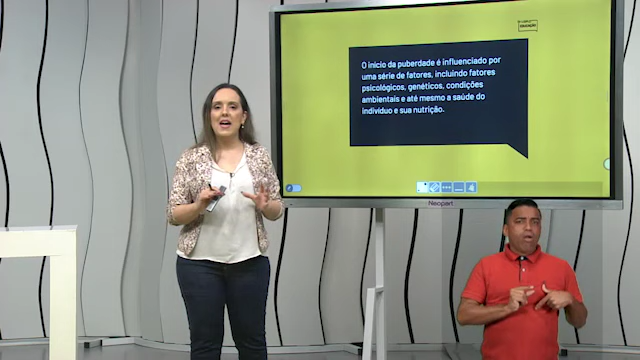 EDUCAÇÃO
O início da puberdade é influenciado por
uma série de fatores, incluindo fatores
psicológicos, genéticos, condições
ambientais e até mesmo a saúde do
indivíduo e sua nutrição.
Neopart